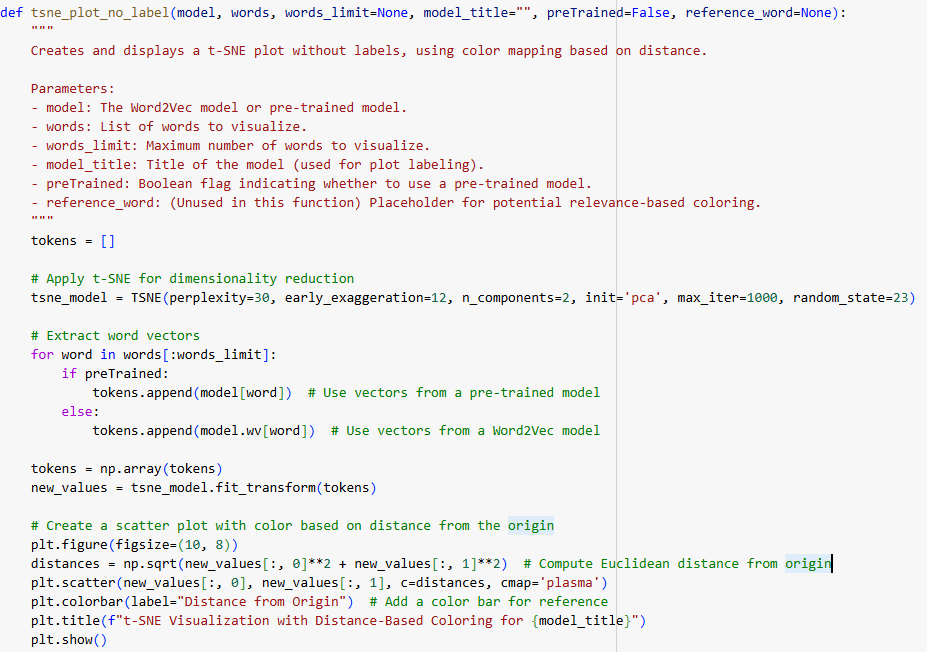 def tsne_plot_no_label(model, words, words_limit=None, model_title="", preTrained=False, reference_word=None):
    """
    Creates and displays a t-SNE plot without labels, using color mapping based on distance.

    Parameters:
    - model: The Word2Vec model or pre-trained model.
    - words: List of words to visualize.
    - words_limit: Maximum number of words to visualize.
    - model_title: Title of the model (used for plot labeling).
    - preTrained: Boolean flag indicating whether to use a pre-trained model.
    - reference_word: (Unused in this function) Placeholder for potential relevance-based coloring.
    """
    tokens = []

    # Apply t-SNE for dimensionality reduction
    tsne_model = TSNE(perplexity=30, early_exaggeration=12, n_components=2, init='pca', max_iter=1000, random_state=23)

    # Extract word vectors
    for word in words[:words_limit]:
        if preTrained:
            tokens.append(model[word])  # Use vectors from a pre-trained model
        else:
            tokens.append(model.wv[word])  # Use vectors from a Word2Vec model

    tokens = np.array(tokens)
    new_values = tsne_model.fit_transform(tokens)

    # Create a scatter plot with color based on distance from the origin
    plt.figure(figsize=(10, 8))
    distances = np.sqrt(new_values[:, 0]**2 + new_values[:, 1]**2)  # Compute Euclidean distance from origin
    plt.scatter(new_values[:, 0], new_values[:, 1], c=distances, cmap='plasma')
    plt.colorbar(label="Distance from Origin")  # Add a color bar for reference
    plt.title(f"t-SNE Visualization with Distance-Based Coloring for {model_title}")
    plt.show()